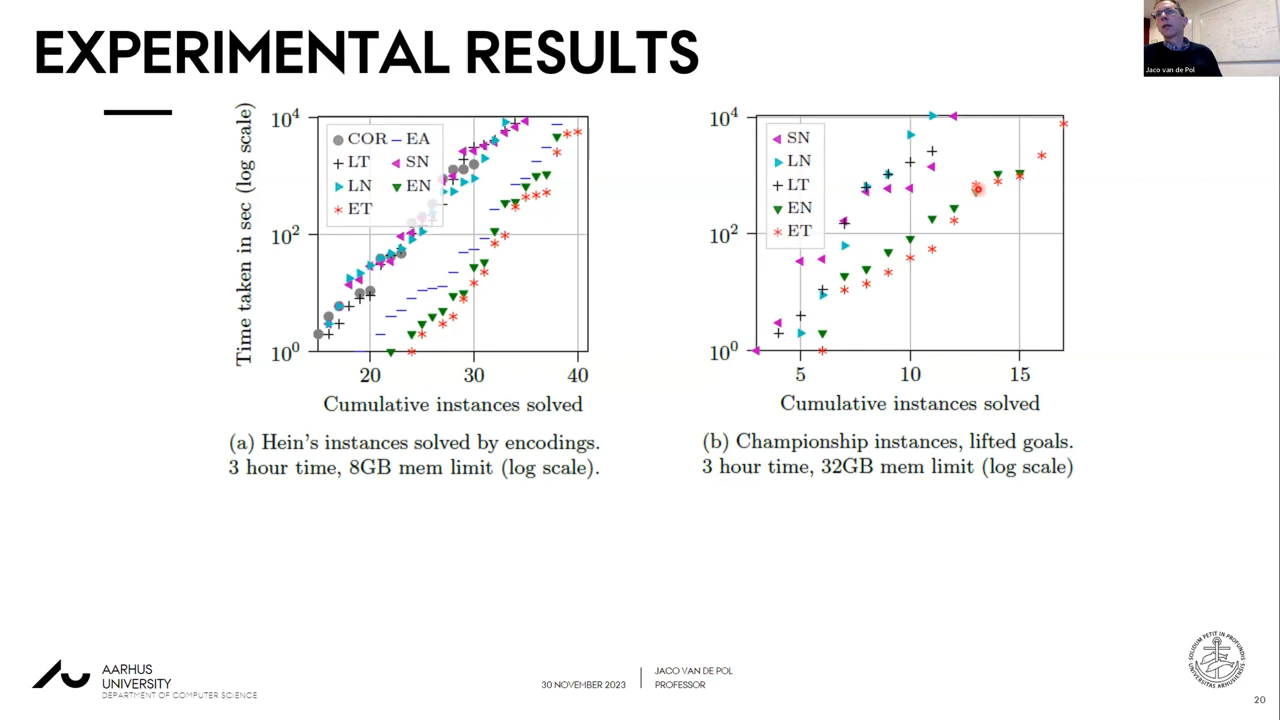 EXPERIMENTAL RESULTS
Jaco van de Pol
Time taken in sec (log scale)
10^4
10^2
10^0
COR EA
LT SN
LN EN
ET
20 30 40
Cumulative instances solved
(a) Hein's instances solved by encodings.
3 hour time, 8GB mem limit (log scale).
10^4
10^2
10^0
SN
LN
LT
EN
ET
5 10 15
Cumulative instances solved
(b) Championship instances, lifted goals.
3 hour time, 32GB mem limit (log scale)
AARHUS
UNIVERSITY
DEPARTMENT OF COMPUTER SCIENCE
30 NOVEMBER 2023
JACO VAN DE POL
PROFESSOR
20